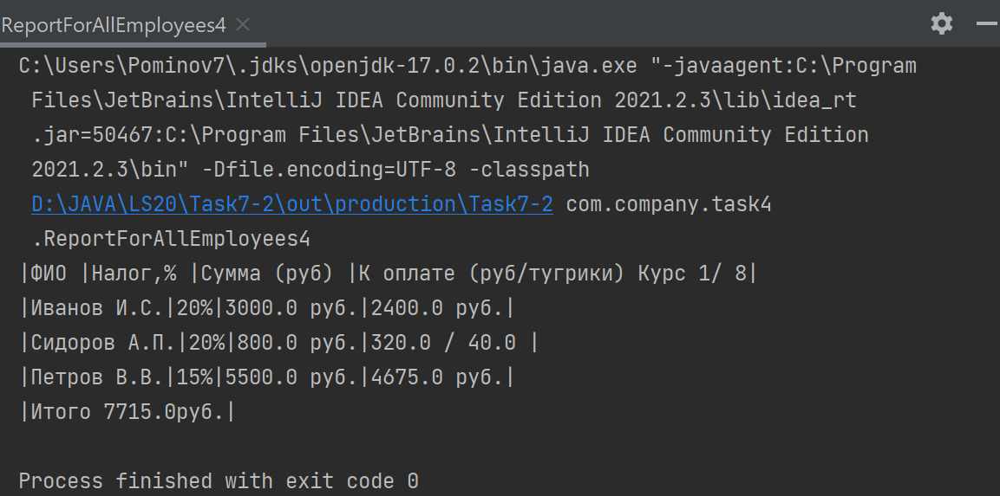 ReportForAllEmployees4
C:\Users\Pominov7\.jdks\openjdk-17.0.2\bin\java.exe "-javaagent:C:\Program
Files\JetBrains\IntelliJ IDEA Community Edition 2021.2.3\lib\idea_rt
.jar=50467:C:\Program Files\JetBrains\IntelliJ IDEA Community Edition
2021.2.3\bin" -Dfile.encoding=UTF-8 -classpath
D:\JAVA\LS20\Task7-2\out\production\Task7-2 com.company.task4
.ReportForAllEmployees4
|ФИО |Налог,% |Сумма (руб) |К оплате (руб/тугрики) Курс 1/ 8|
|Иванов И.С.|20%|3000.0 руб.|2400.0 руб.|
|Сидоров А.П.|20%|800.0 руб.|320.0 / 40.0 |
|Петров В.В.|15%|5500.0 руб.|4675.0 руб.|
|Итого 7715.0руб.|
Process finished with exit code 0